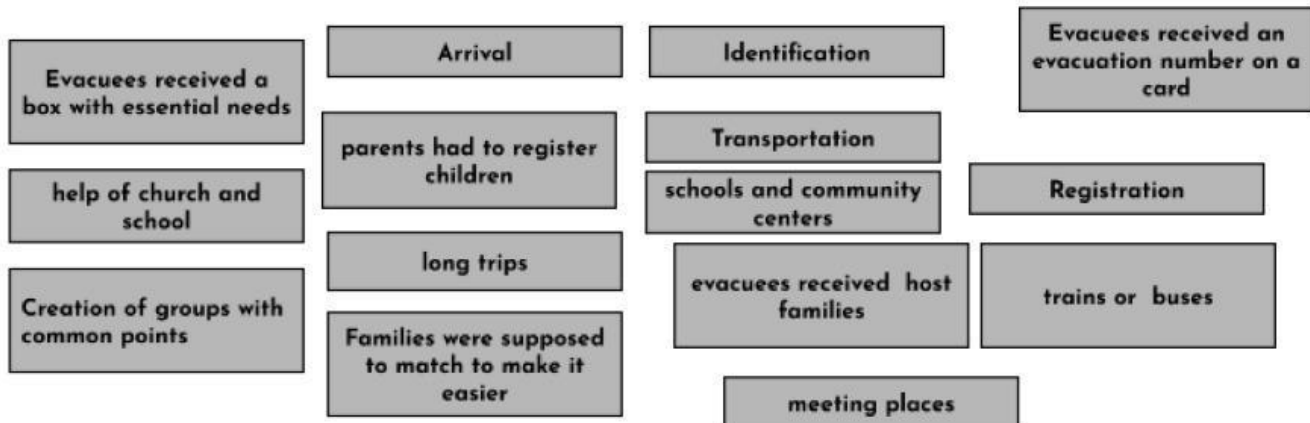 Evacuees received a
box with essential needs
Arrival
Identification
Evacuees received an
evacuation number on a
card
parents had to register
children
Transportation
help of church and
school
schools and community
centers
Registration
long trips
evacuees received host
families
trains or buses
Creation of groups with
common points
Families were supposed
to match to make it
easier
meeting places